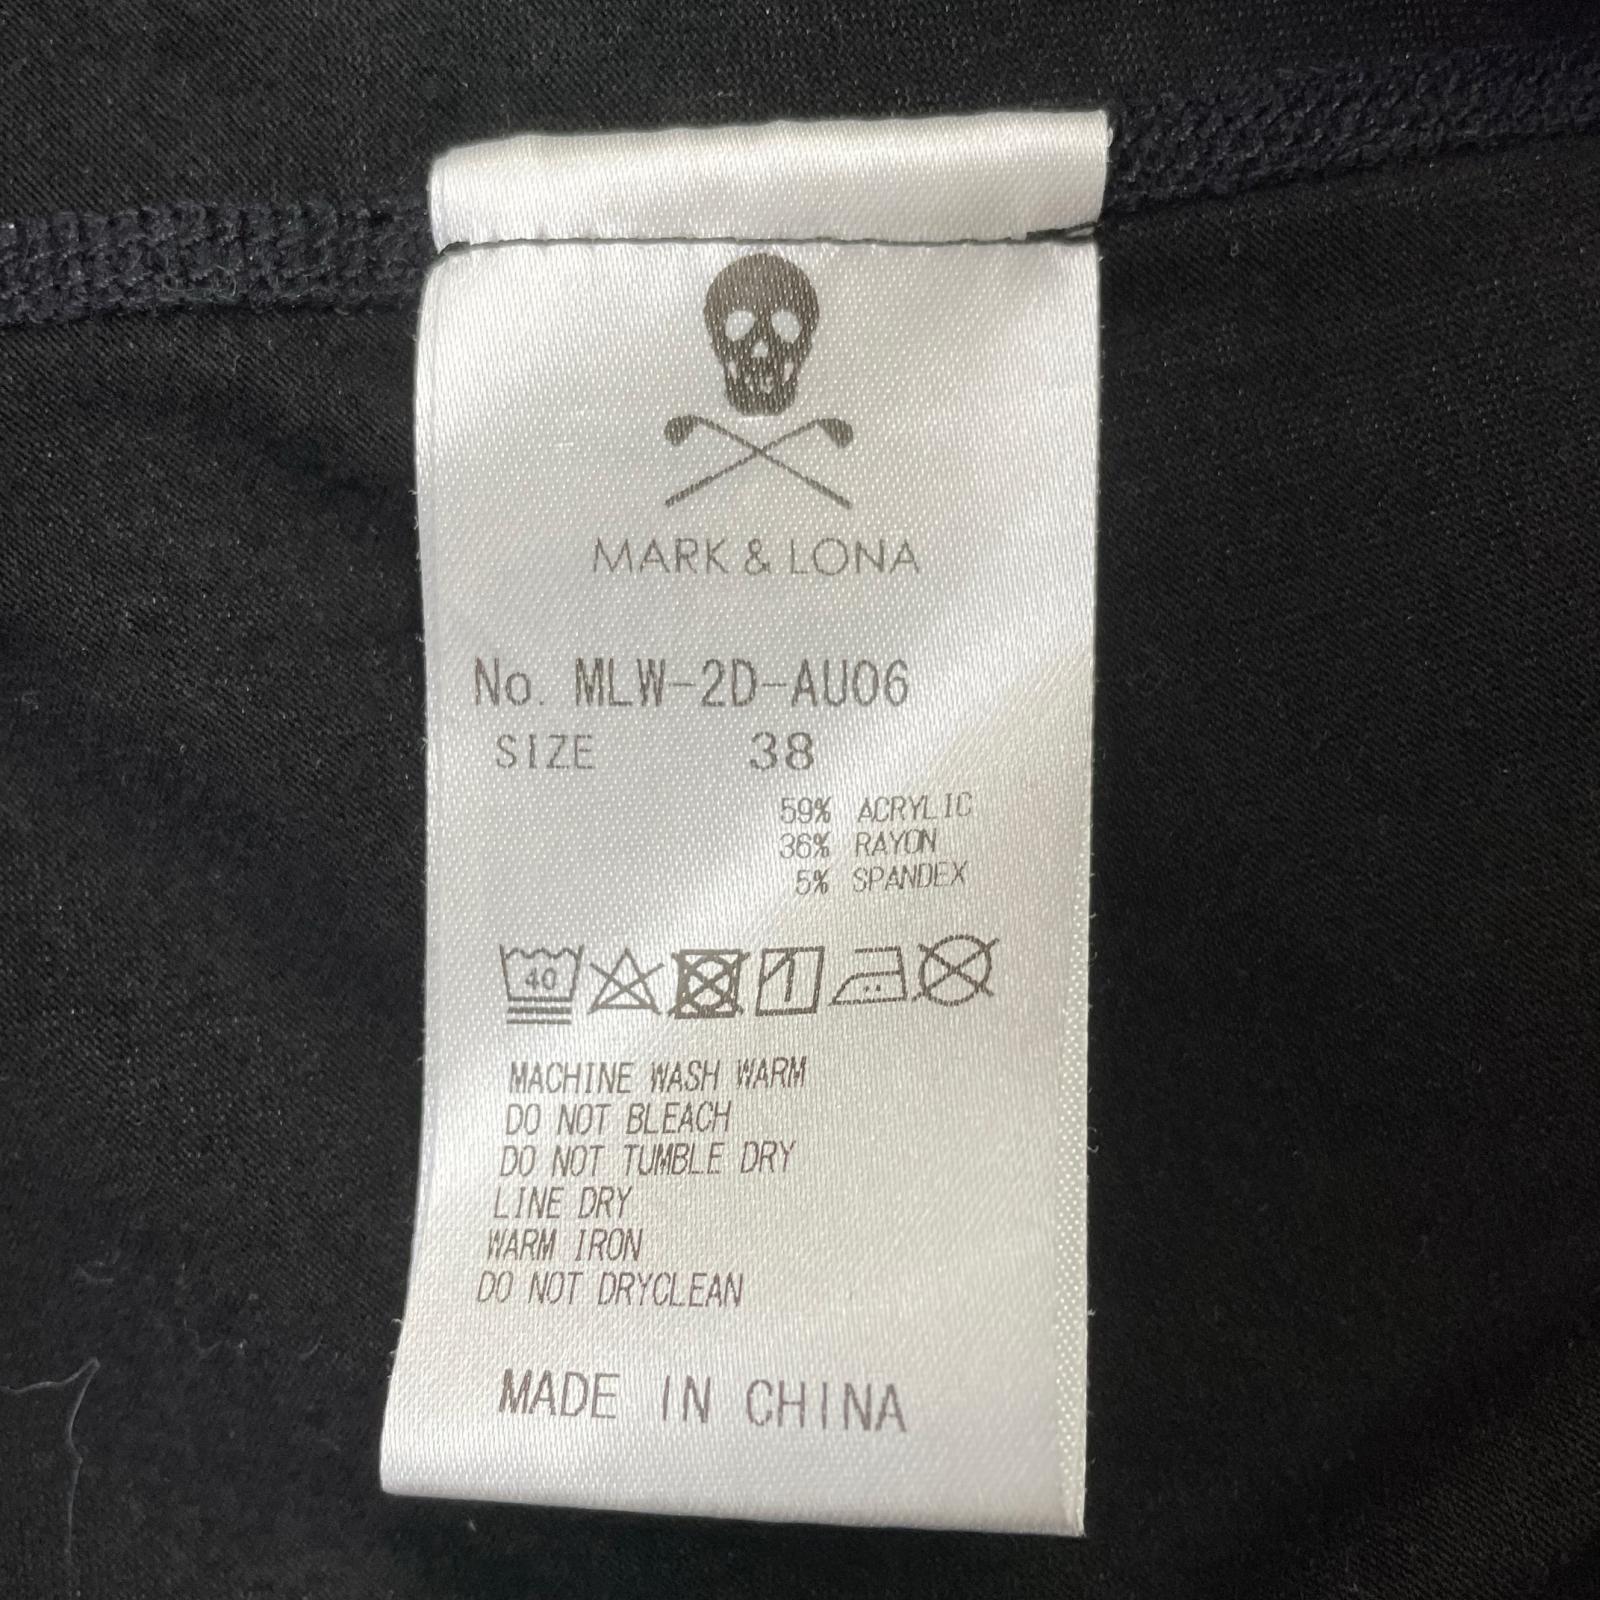 MARK & LONA
No. MLW-2D-AU06
SIZE 38
59% ACRYLIC
36% RAYON
5% SPANDEX
40
MACHINE WASH WARM
DO NOT BLEACH
DO NOT TUMBLE DRY
LINE DRY
WARM IRON
DO NOT DRYCLEAN
MADE IN CHINA